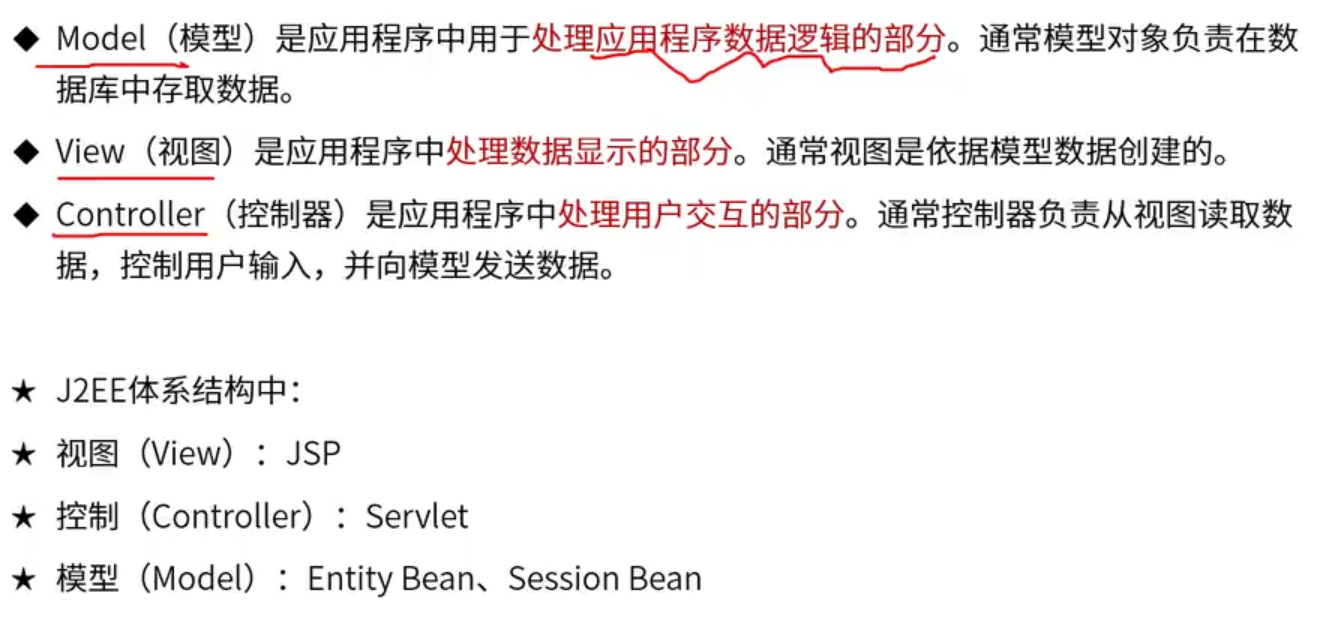 ◆ Model（模型）是应用程序中用于处理应用程序数据逻辑的部分。通常模型对象负责在数
据库中存取数据。
◆ View（视图）是应用程序中处理数据显示的部分。通常视图是依据模型数据创建的。
◆ Controller（控制器）是应用程序中处理用户交互的部分。通常控制器负责从视图读取数
据，控制用户输入，并向模型发送数据。
★ J2EE体系结构中：
★ 视图（View）：JSP
★ 控制（Controller）：Servlet
★ 模型（Model）：Entity Bean、Session Bean